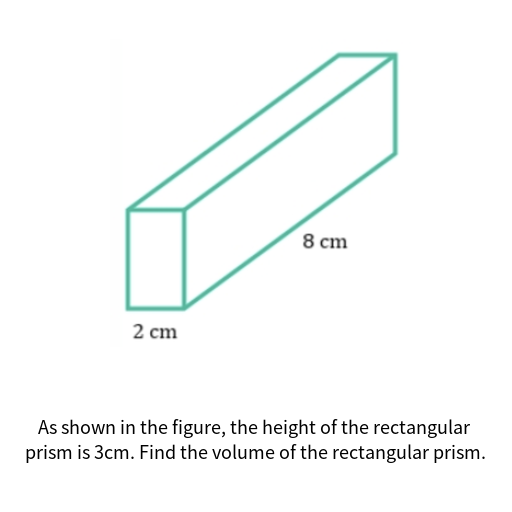 8 cm
2 cm
As shown in the figure, the height of the rectangular
prism is 3cm. Find the volume of the rectangular prism.